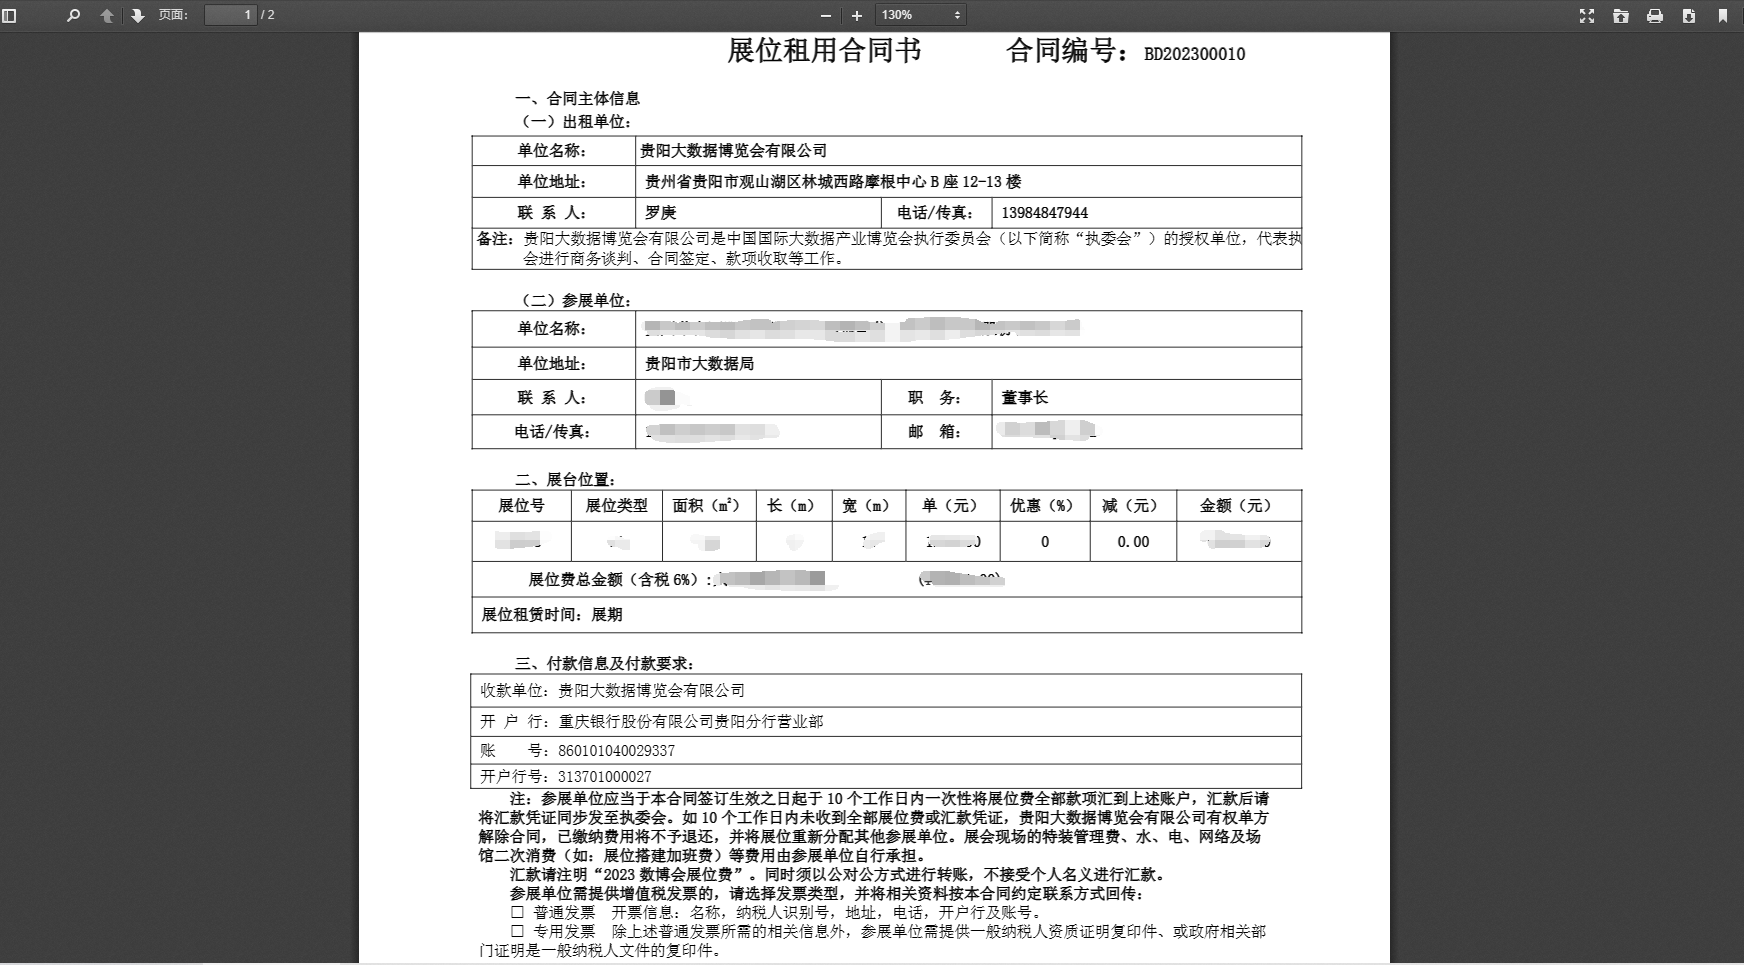 页面： 1 / 2 130%
展位租用合同书 合同编号：BD202300010
一、合同主体信息
（一）出租单位：
单位名称： 贵阳大数据博览会有限公司
单位地址： 贵州省贵阳市观山湖区林城西路摩根中心 B 座 12-13 楼
联 系 人： 罗庚 电话/传真： 13984847944
备注：贵阳大数据博览会有限公司是中国国际大数据产业博览会执行委员会（以下简称“执委会”）的授权单位，代表执
会进行商务谈判、合同签定、款项收取等工作。
（二）参展单位：
单位名称：
单位地址： 贵阳市大数据局
联 系 人： 职 务： 董事长
电话/传真： 邮 箱：
二、展台位置：
展位号 展位类型 面积（㎡） 长（m） 宽（m） 单（元） 优惠（%） 减（元） 金额（元）
0 0.00
展位费总金额（含税 6%）：
展位租赁时间：展期
三、付款信息及付款要求：
收款单位：贵阳大数据博览会有限公司
开 户 行：重庆银行股份有限公司贵阳分行营业部
账 号：860101040029337
开户行号：313701000027
注：参展单位应当于本合同签订生效之日起于 10 个工作日内一次性将展位费全部款项汇到上述账户，汇款后请
将汇款凭证同步发至执委会。如 10 个工作日内未收到全部展位费或汇款凭证，贵阳大数据博览会有限公司有权单方
解除合同，已缴纳费用将不予退还，并将展位重新分配其他参展单位。展会现场的特装管理费、水、电、网络及场
馆二次消费（如：展位搭建加班费）等费用由参展单位自行承担。
汇款请注明“2023 数博会展位费”。同时须以公对公方式进行转账，不接受个人名义进行汇款。
参展单位需提供增值税发票的，请选择发票类型，并将相关资料按本合同约定联系方式回传：
□ 普通发票 开票信息：名称，纳税人识别号，地址，电话，开户行及账号。
□ 专用发票 除上述普通发票所需的相关信息外，参展单位需提供一般纳税人资质证明复印件、或政府相关部
门证明是一般纳税人文件的复印件。